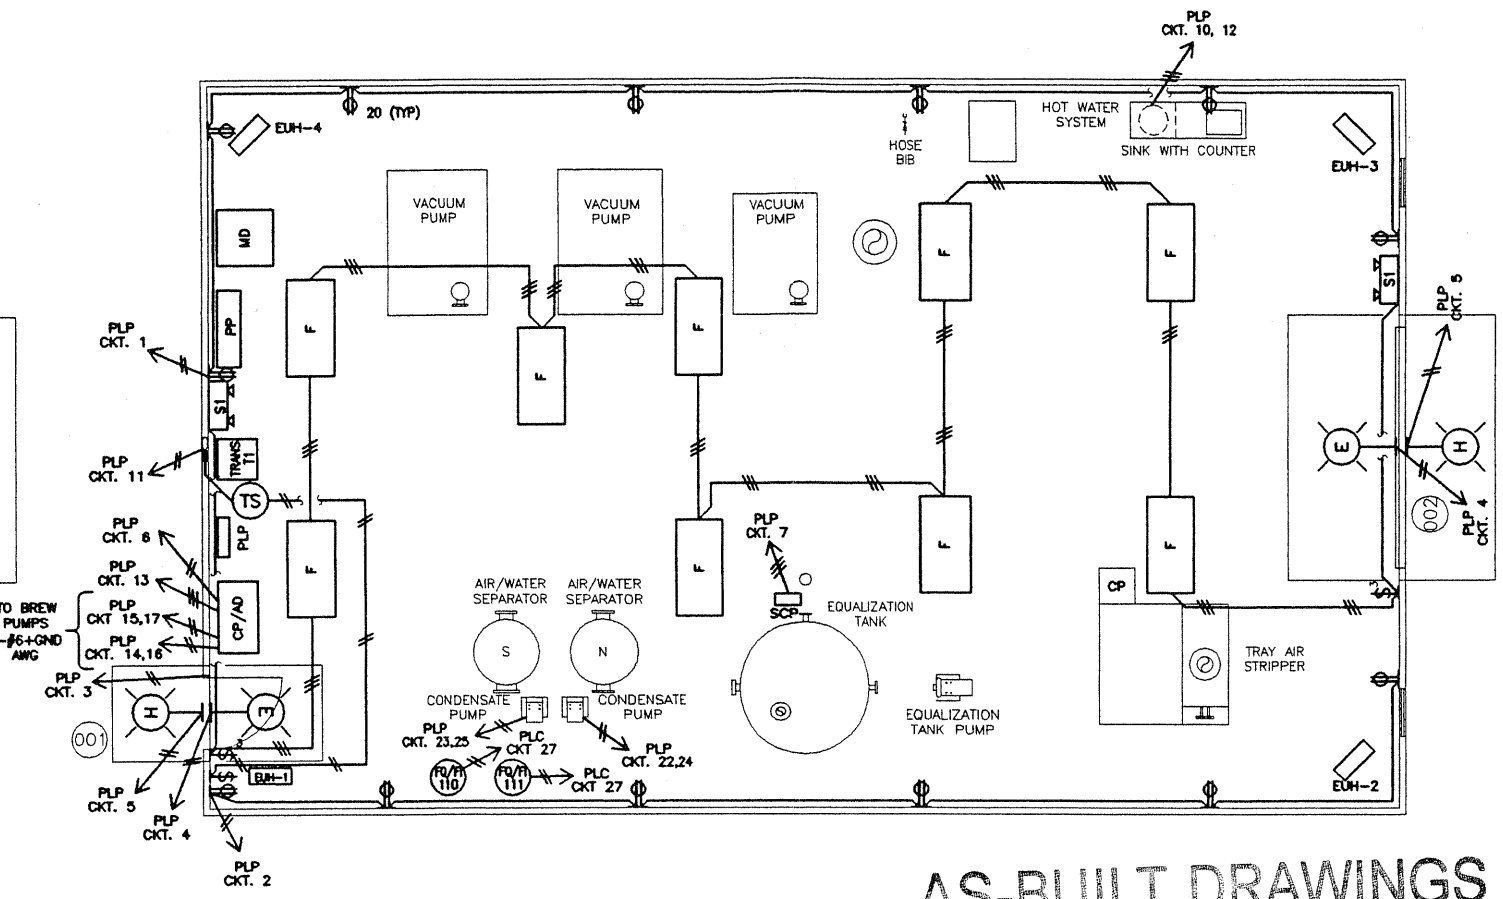 PLP
CKT. 10, 12
20 (TYP)
EUH-4
HOT WATER
SYSTEM
HOSE
BIB
SINK WITH COUNTER
EUH-3
VACUUM
PUMP
VACUUM
PUMP
VACUUM
PUMP
MD
PP
F
F
F
F
F
F
S1
PLP
CKT. 5
PLP
CKT. 1
S1
TRANS
T1
PLP
CKT. 11
TS
E
H
002
PLP
CKT. 4
PLP
PLP
CKT. 6
F
F
F
F
PLP
CKT. 7
PLP
CKT. 13
TO BREW
PUMPS
-#6+GND
AWG
PLP
CKT 15,17
PLP
CKT. 14,16
CP/AD
AIR/WATER
SEPARATOR
AIR/WATER
SEPARATOR
SCP
EQUALIZATION
TANK
CP
3
S
N
TRAY AIR
STRIPPER
PLP
CKT. 3
H
E
001
CONDENSATE
PUMP
CONDENSATE
PUMP
EQUALIZATION
TANK PUMP
PLP
CKT. 23,25
PLC
CKT 27
PLP
CKT. 22,24
3
EUH-1
FQ/FI
110
FQ/FI
111
PLC
CKT 27
EUH-2
PLP
CKT. 5
PLP
CKT. 4
PLP
CKT. 2
AS-BUILT DRAWINGS